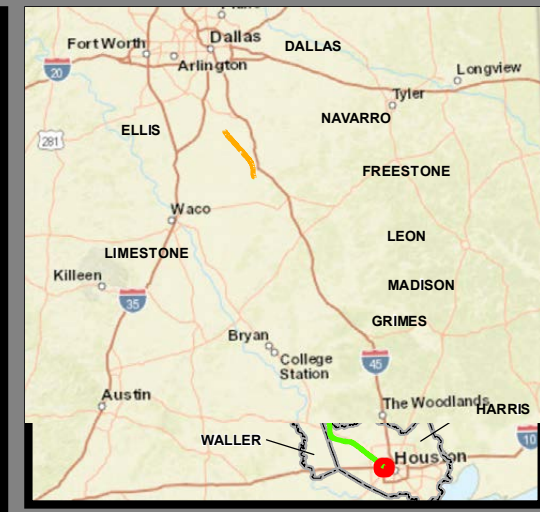 Dallas
DALLAS
Fort Worth
Arlington
20
Longview
Tyler
NAVARRO
ELLIS
281
FREESTONE
Waco
LEON
LIMESTONE
Killeen
MADISON
35
GRIMES
Bryan
College
Station
45
Austin
The Woodlands
HARRIS
WALLER
10
Houston